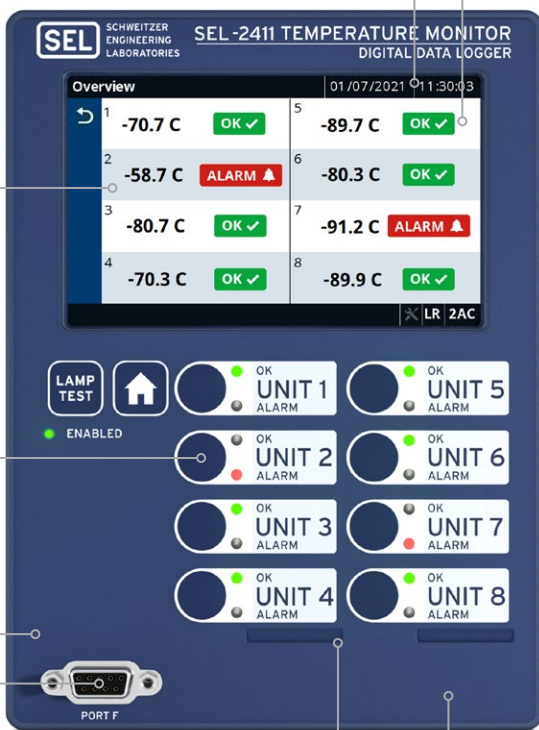 SEL
SCHWEITZER
ENGINEERING
LABORATORIES
SEL-2411 TEMPERATURE MONITOR
DIGITAL DATA LOGGER
Overview
01/07/2021 11:30:03
1 -70.7 C OK
5 -89.7 C OK
2 -58.7 C ALARM
6 -80.3 C OK
3 -80.7 C OK
7 -91.2 C ALARM
4 -70.3 C OK
8 -89.9 C OK
LR 2AC
LAMP
TEST
ENABLED
OK
UNIT 1
ALARM
OK
UNIT 5
ALARM
OK
UNIT 2
ALARM
OK
UNIT 6
ALARM
OK
UNIT 3
ALARM
OK
UNIT 7
ALARM
OK
UNIT 4
ALARM
OK
UNIT 8
ALARM
PORT F